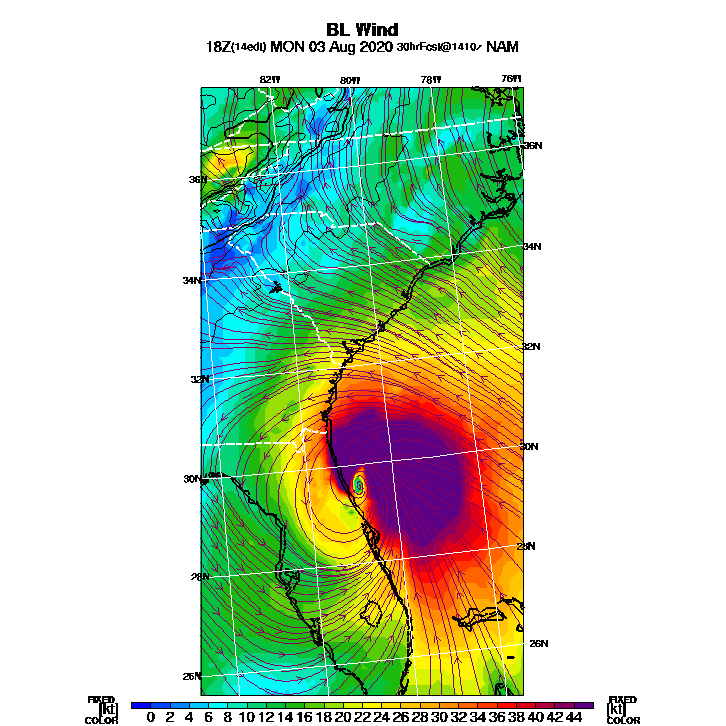 BL Wind
18Z(14edt) MON 03 Aug 2020 30hrFcst@1410z NAM
82W 80W 78W 76W
36N
36N
34N
34N
32N
32N
30N
30N
28N
28N
26N
26N
FIXED FIXED
[kt] 0 2 4 6 8 10 12 14 16 18 20 22 24 26 28 30 32 34 36 38 40 42 44 [kt]
COLOR COLOR